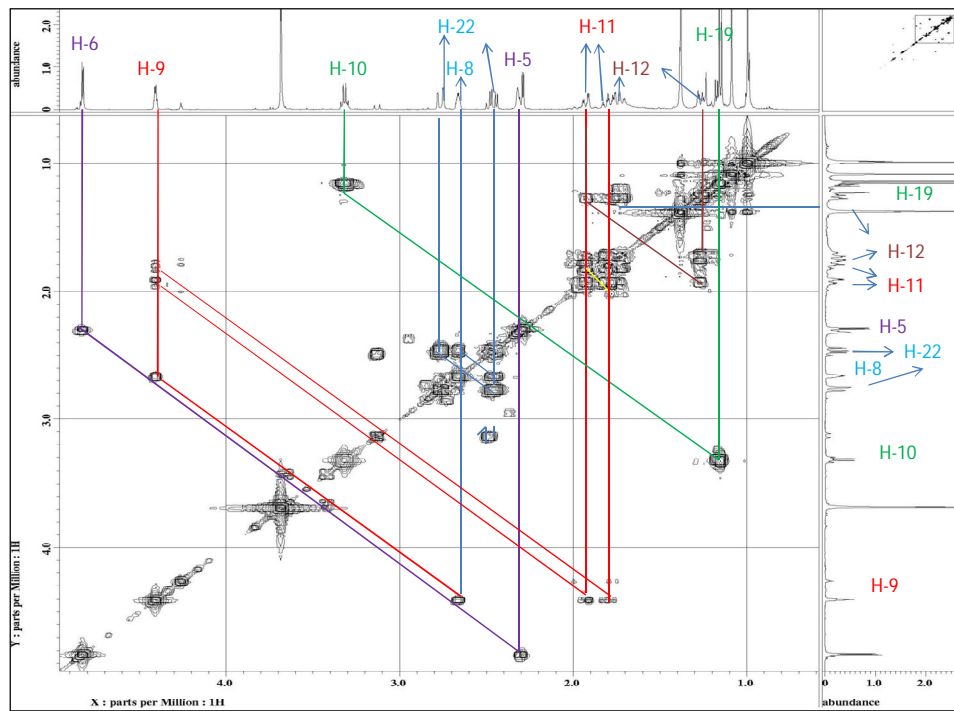 2.0
H-22
H-11
H-6
H-19
abundance
1.0
H-9
H-10
H-8
H-5
H-12
0
1.0
2.0
3.0
4.0
Y : parts per Million : 1H
4.0
3.0
2.0
1.0
X : parts per Million : 1H
H-19
H-12
H-11
H-5
H-22
H-8
H-10
H-9
0
1.0
2.0
abundance